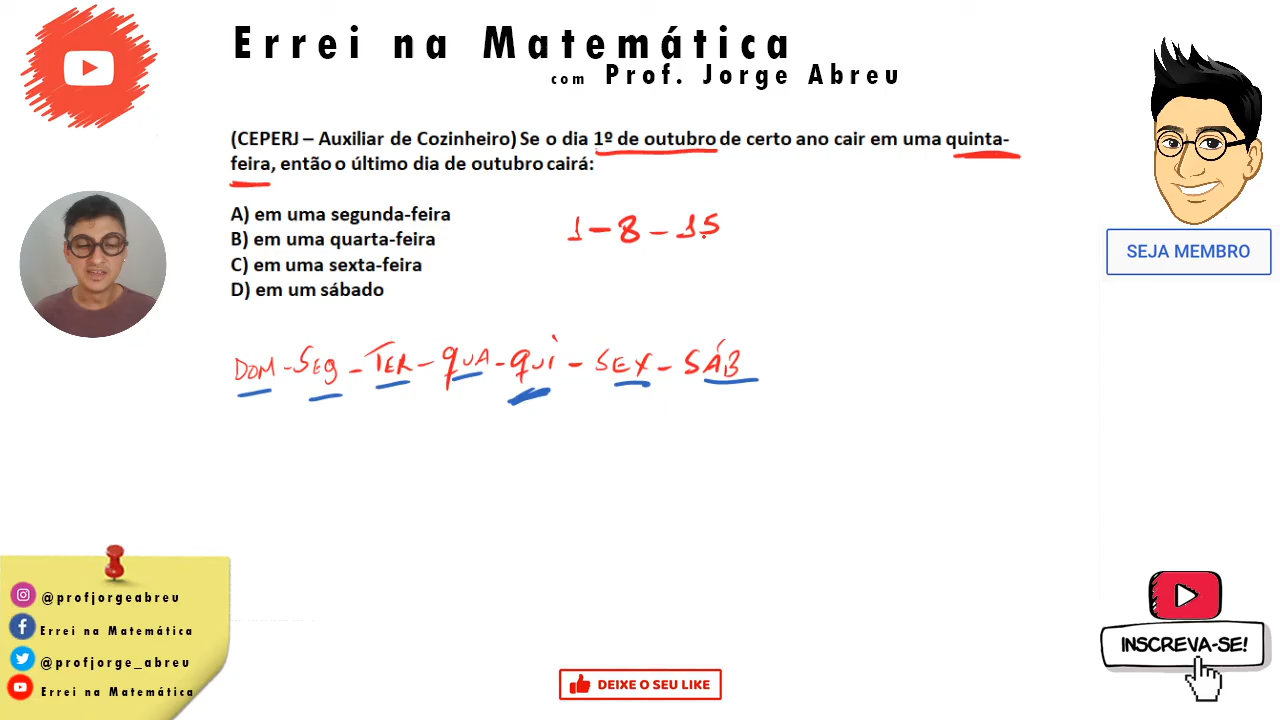 Errei na Matemática
com Prof. Jorge Abreu
(CEPERJ – Auxiliar de Cozinheiro) Se o dia 1º de outubro de certo ano cair em uma quinta-
feira, então o último dia de outubro cairá:
A) em uma segunda-feira
B) em uma quarta-feira
C) em uma sexta-feira
D) em um sábado
1 – 8 – 15
DOM - SEG - TER - QUA - QUI - SEX - SÁB
SEJA MEMBRO
@profjorgeabreu
Errei na Matemática
@profjorge_abreu
Errei na Matemática
DEIXE O SEU LIKE
INSCREVA-SE!